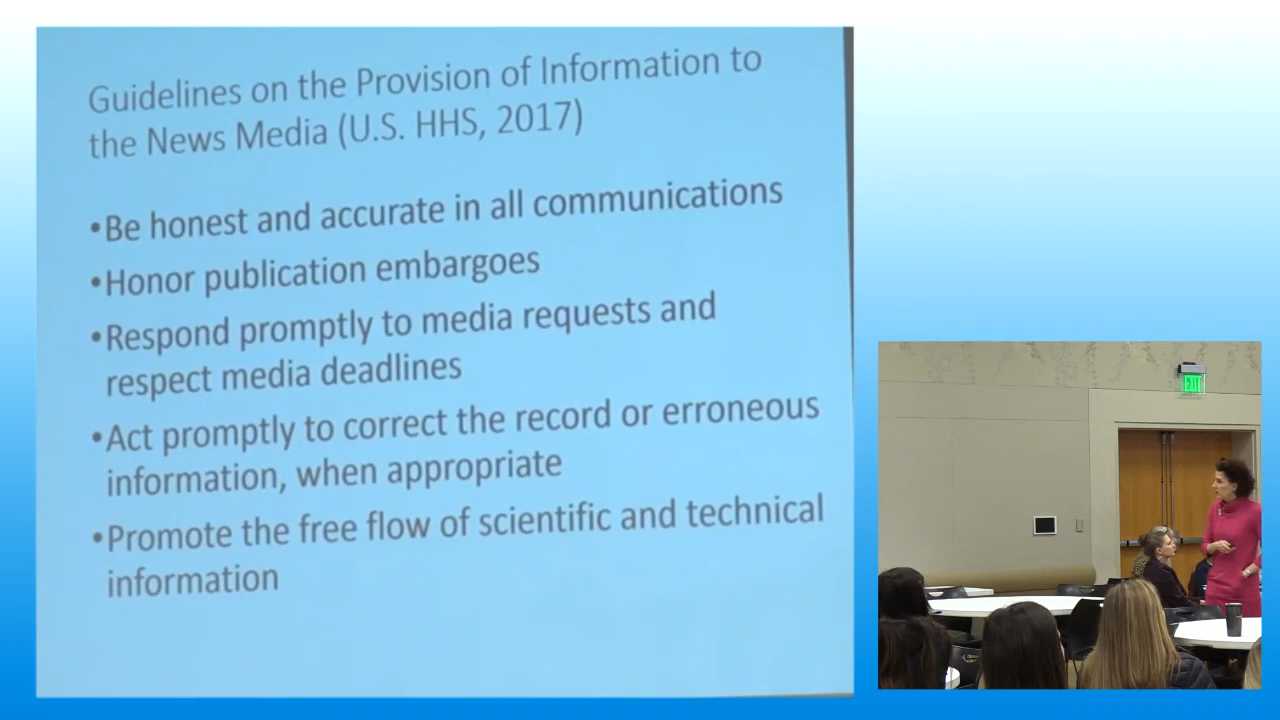 Guidelines on the Provision of Information to
the News Media (U.S. HHS, 2017)
•Be honest and accurate in all communications
•Honor publication embargoes
•Respond promptly to media requests and
respect media deadlines
•Act promptly to correct the record or erroneous
information, when appropriate
•Promote the free flow of scientific and technical
information
EXIT